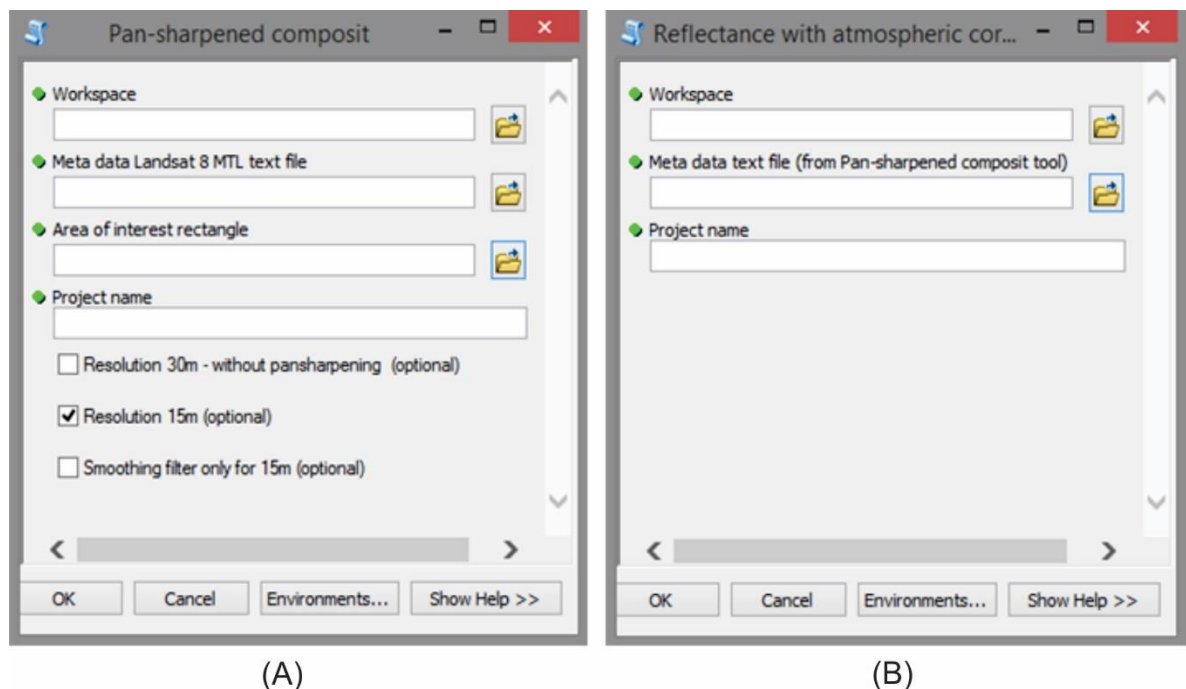 Pan-sharpened composit
Workspace
Meta data Landsat 8 MTL text file
Area of interest rectangle
Project name
Resolution 30m - without pansharpening (optional)
Resolution 15m (optional)
Smoothing filter only for 15m (optional)
OK Cancel Environments... Show Help >>
(A)
Reflectance with atmospheric cor...
Workspace
Meta data text file (from Pan-sharpened composit tool)
Project name
OK Cancel Environments... Show Help >>
(B)